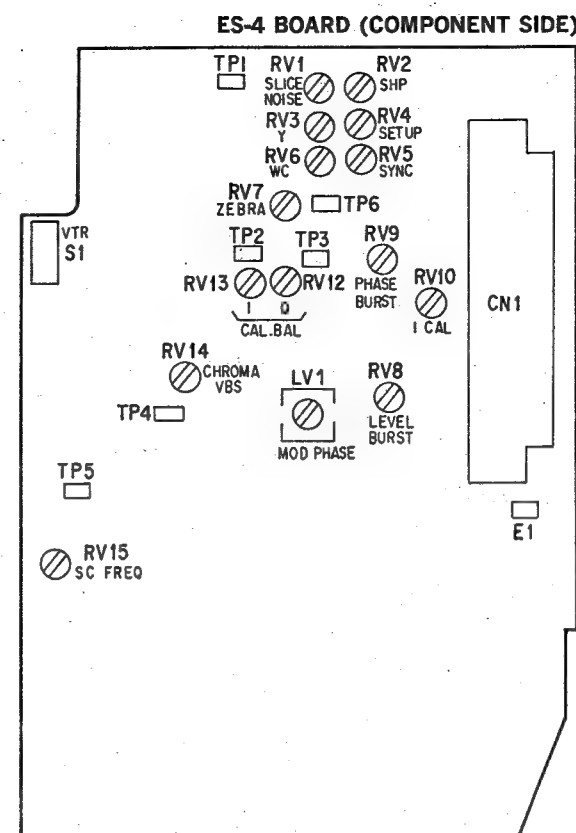 ES-4 BOARD (COMPONENT SIDE)
TP1
RV1
SLICE
NOISE
RV2
SHP
RV3
Y
RV4
SETUP
RV6
WC
RV5
SYNC
RV7
ZEBRA
TP6
VTR
S1
TP2
TP3
RV9
PHASE
BURST
RV13
RV12
I Q
CAL.BAL
RV10
I CAL
CN1
RV14
CHROMA
VBS
LV1
MOD PHASE
RV8
LEVEL
BURST
TP4
TP5
E1
RV15
SC FREQ